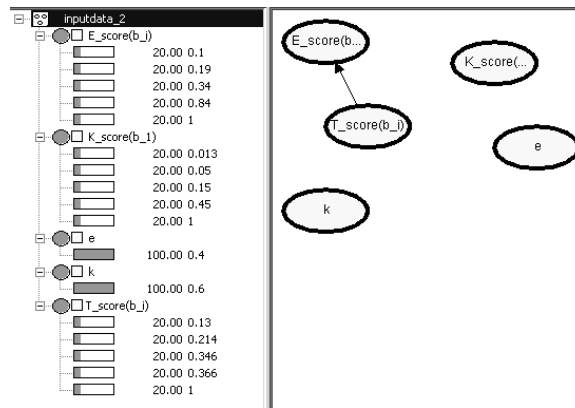 inputdata_2
E_score(b_i)
20.00 0.1
20.00 0.19
20.00 0.34
20.00 0.84
20.00 1
K_score(b_1)
20.00 0.013
20.00 0.05
20.00 0.15
20.00 0.45
20.00 1
e
100.00 0.4
k
100.00 0.6
T_score(b_i)
20.00 0.13
20.00 0.214
20.00 0.346
20.00 0.366
20.00 1
E_score(b...
K_score(...
T_score(b_i)
e
k